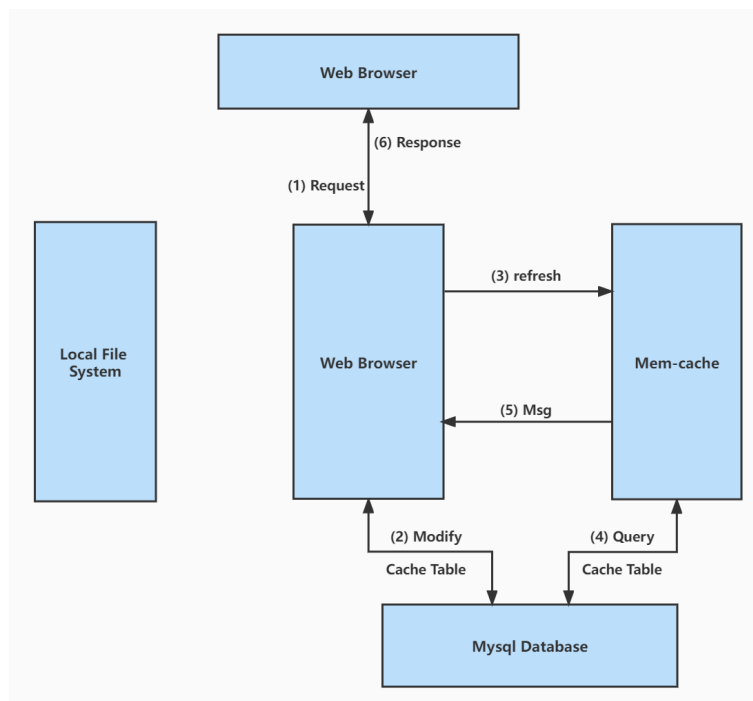 Web Browser
(6) Response
(1) Request
(3) refresh
Local File
System
Web Browser
Mem-cache
(5) Msg
(2) Modify
Cache Table
(4) Query
Cache Table
Mysql Database